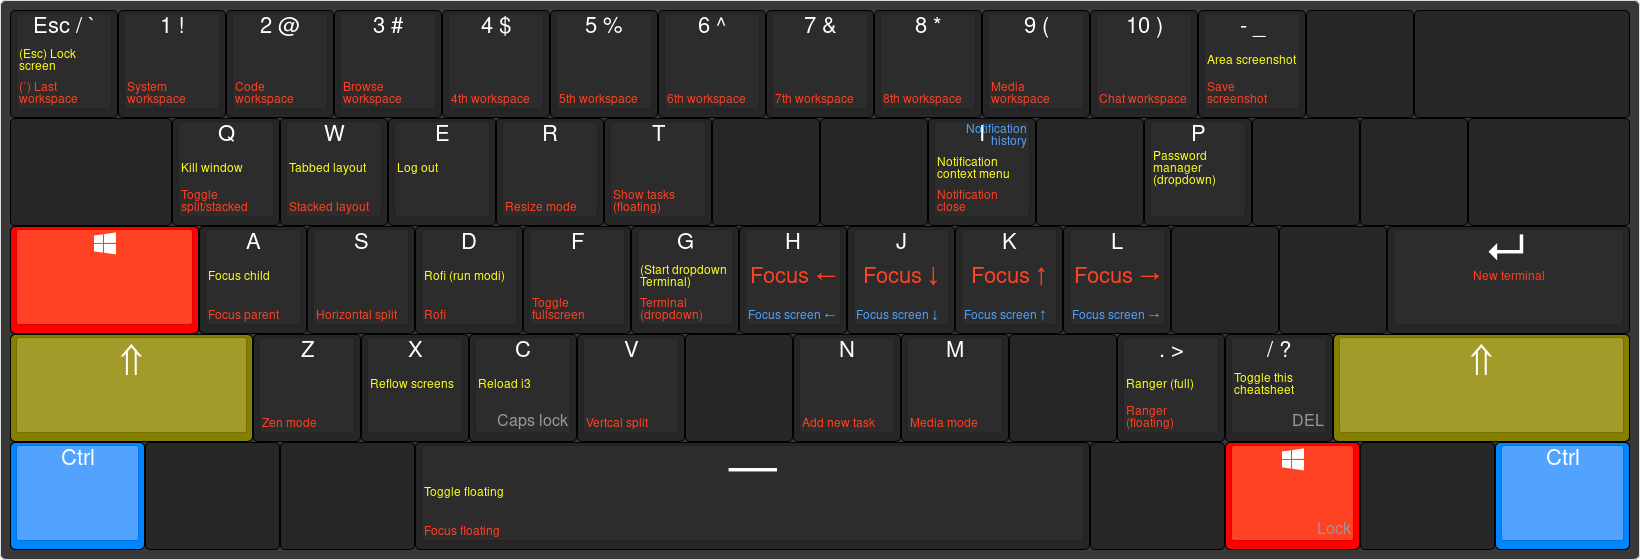 Esc / `
(Esc) Lock
screen
(`) Last
workspace
1 !
System
workspace
2 @
Code
workspace
3 #
Browse
workspace
4 $
4th workspace
5 %
5th workspace
6 ^
6th workspace
7 &
7th workspace
8 *
8th workspace
9 (
Media
workspace
10 )
Chat workspace
- _
Area screenshot
Save
screenshot
Q
Kill window
Toggle
split/stacked
W
Tabbed layout
Stacked layout
E
Log out
R
Resize mode
T
Show tasks
(floating)
I
Notification
history
Notification
context menu
Notification
close
P
Password
manager
(dropdown)
A
Focus child
Focus parent
S
Horizontal split
D
Rofi (run modi)
Rofi
F
Toggle
fullscreen
G
(Start dropdown
Terminal)
Terminal
(dropdown)
H
Focus ←
Focus screen ←
J
Focus ↓
Focus screen ↓
K
Focus ↑
Focus screen ↑
L
Focus →
Focus screen →
New terminal
⇑
Z
Zen mode
X
Reflow screens
C
Reload i3
Caps lock
V
Vertcal split
N
Add new task
M
Media mode
. >
Ranger (full)
Ranger
(floating)
/ ?
Toggle this
cheatsheet
DEL
⇑
Ctrl
Toggle floating
Focus floating
Lock
Ctrl